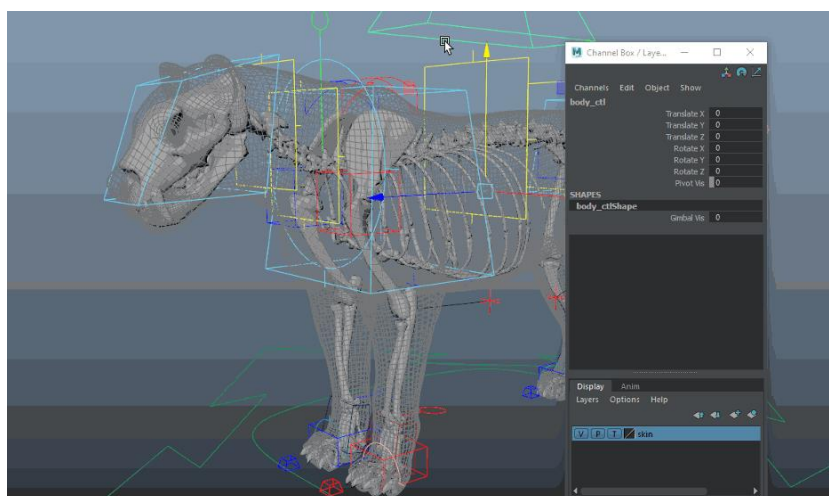 Channel Box / Laye...
Channels Edit Object Show
body_ctl
Translate X 0
Translate Y 0
Translate Z 0
Rotate X 0
Rotate Y 0
Rotate Z 0
Pivot Vis 0
SHAPES
body_ctlShape
Gimbal Vis 0
Display Anim
Layers Options Help
V P T skin